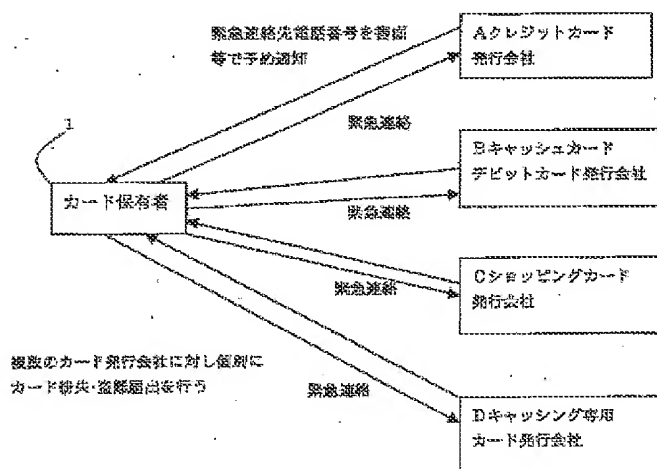 緊急連絡先電話番号を書面
等で予め通知
Aクレジットカード
発行会社
緊急連絡
1
Bキャッシュカード
デビットカード発行会社
カード保有者
緊急連絡
Cショッピングカード
発行会社
緊急連絡
複数のカード発行会社に対し個別に
カード紛失・盗難届出を行う
緊急連絡
Dキャッシング専用
カード発行会社